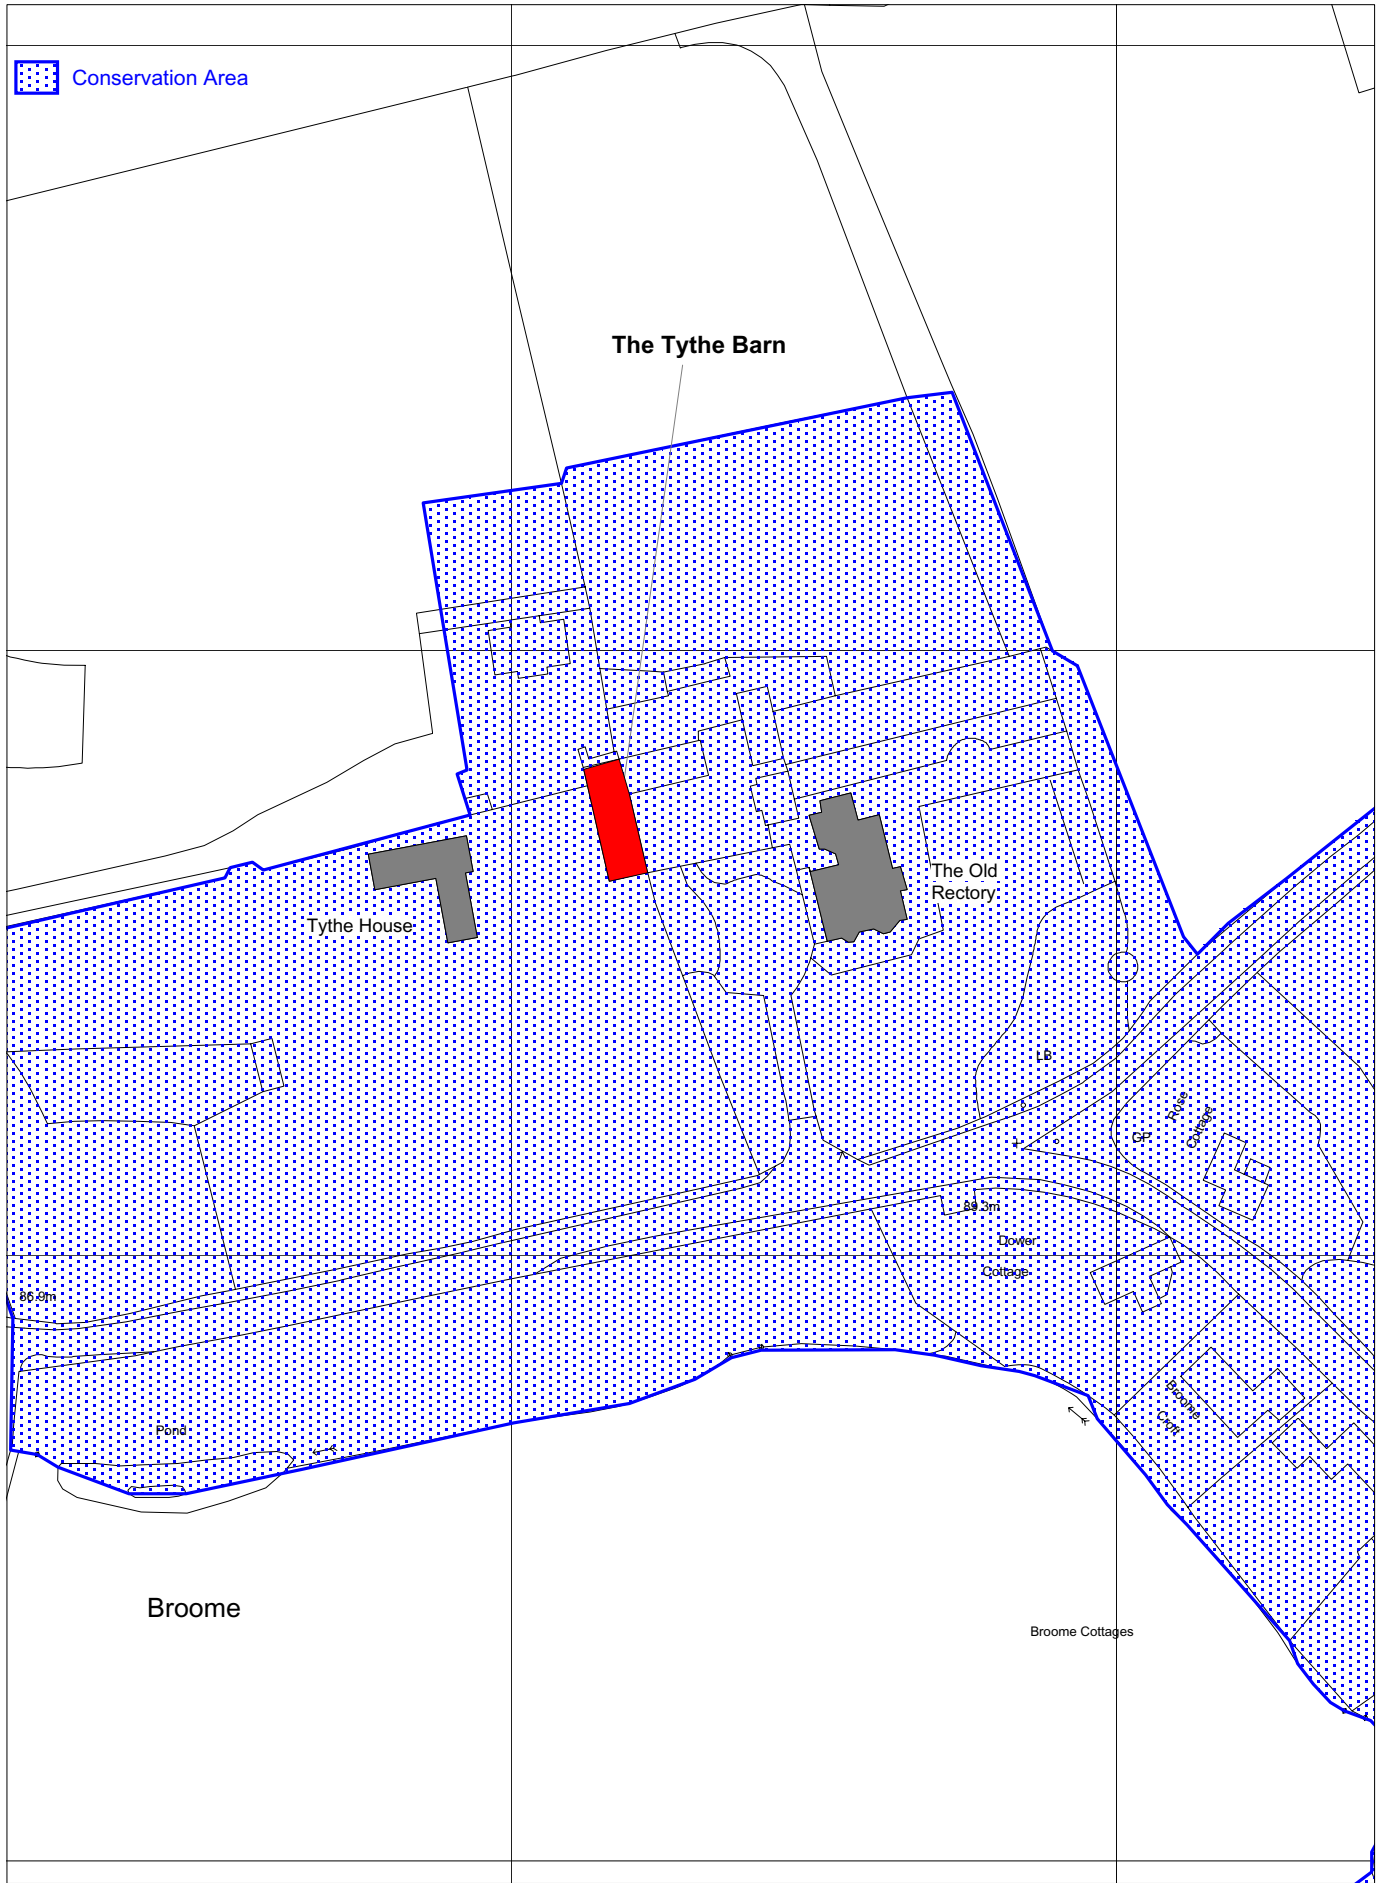 Conservation Area
The Tythe Barn
The Old
Rectory
Tythe House
LB
Rose
Cottage
GP
89.3m
Dower
Cottage
86.9m
Broome
Croft
Pond
Broome
Broome Cottages